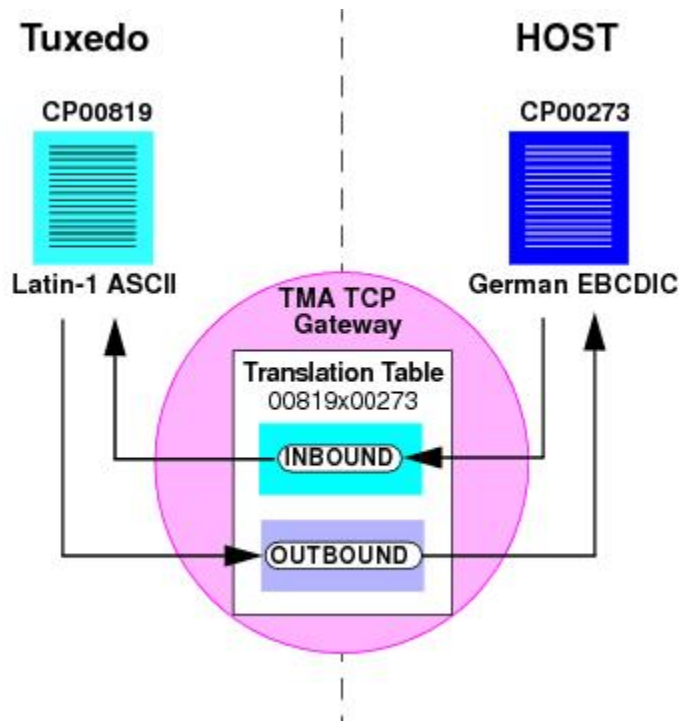 Tuxedo
HOST
CP00819
CP00273
Latin-1 ASCII
German EBCDIC
TMA TCP
Gateway
Translation Table
00819x00273
INBOUND
OUTBOUND